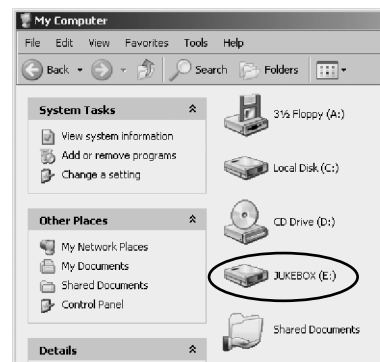 My Computer
File Edit View Favorites Tools Help
Back Search Folders
System Tasks
View system information
Add or remove programs
Change a setting
Other Places
My Network Places
My Documents
Shared Documents
Control Panel
Details
3½ Floppy (A:)
Local Disk (C:)
CD Drive (D:)
JUKEBOX (E:)
Shared Documents